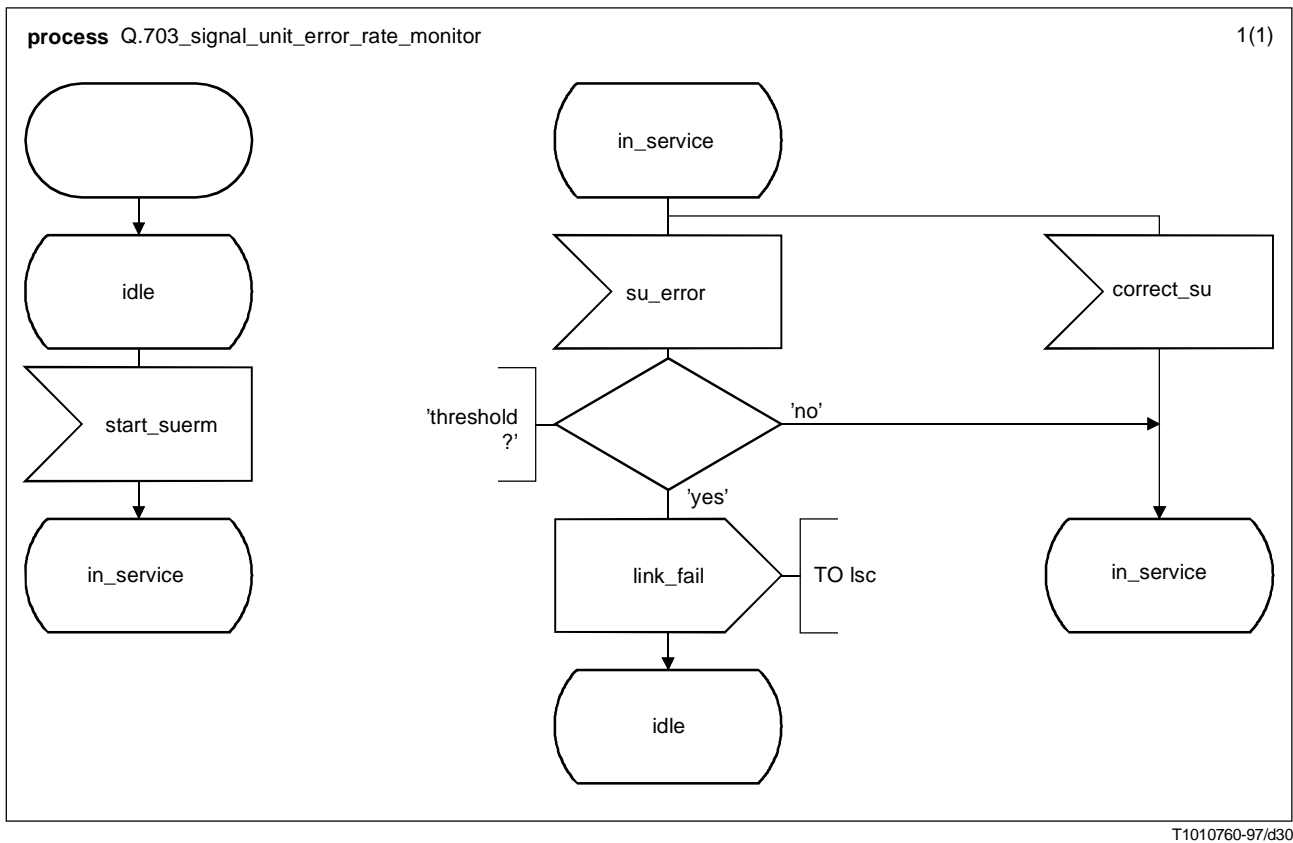 process Q.703_signal_unit_error_rate_monitor
1(1)
idle
start_suerm
in_service
in_service
su_error
correct_su
’threshold
?’
’no’
’yes’
link_fail
TO lsc
in_service
idle
T1010760-97/d30